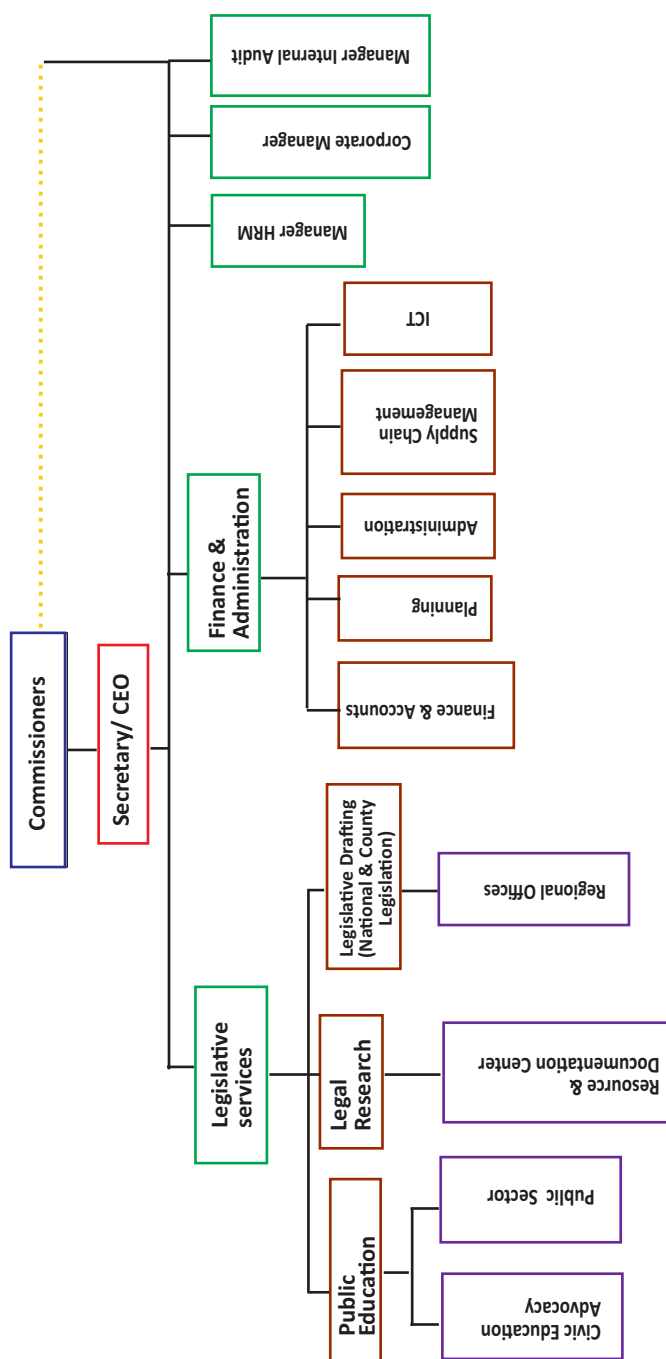 Commissioners
Secretary/ CEO
Legislative
services
Finance &
Administration
Manager HRM
Corporate Manager
Manager Internal Audit
Public
Education
Legal
Research
Legislative Drafting
(National & County
Legislation)
Finance & Accounts
Planning
Administration
Supply Chain
Management
ICT
Civic Education
Advocacy
Public Sector
Resource &
Documentation Center
Regional Offices